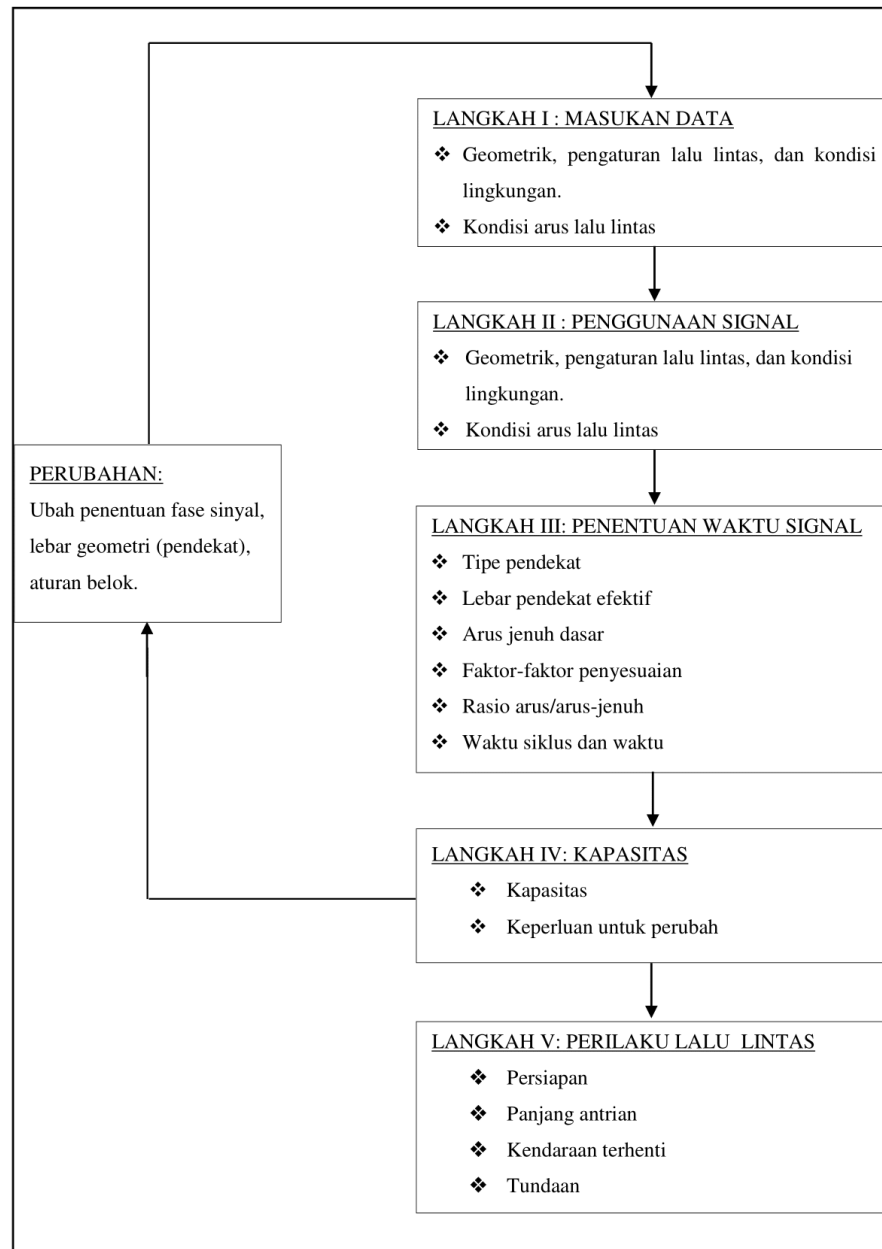 LANGKAH I : MASUKAN DATA
❖ Geometrik, pengaturan lalu lintas, dan kondisi
lingkungan.
❖ Kondisi arus lalu lintas
LANGKAH II : PENGGUNAAN SIGNAL
❖ Geometrik, pengaturan lalu lintas, dan kondisi
lingkungan.
❖ Kondisi arus lalu lintas
PERUBAHAN:
Ubah penentuan fase sinyal,
lebar geometri (pendekat),
aturan belok.
LANGKAH III: PENENTUAN WAKTU SIGNAL
❖ Tipe pendekat
❖ Lebar pendekat efektif
❖ Arus jenuh dasar
❖ Faktor-faktor penyesuaian
❖ Rasio arus/arus-jenuh
❖ Waktu siklus dan waktu
LANGKAH IV: KAPASITAS
❖ Kapasitas
❖ Keperluan untuk perubah
LANGKAH V: PERILAKU LALU LINTAS
❖ Persiapan
❖ Panjang antrian
❖ Kendaraan terhenti
❖ Tundaan